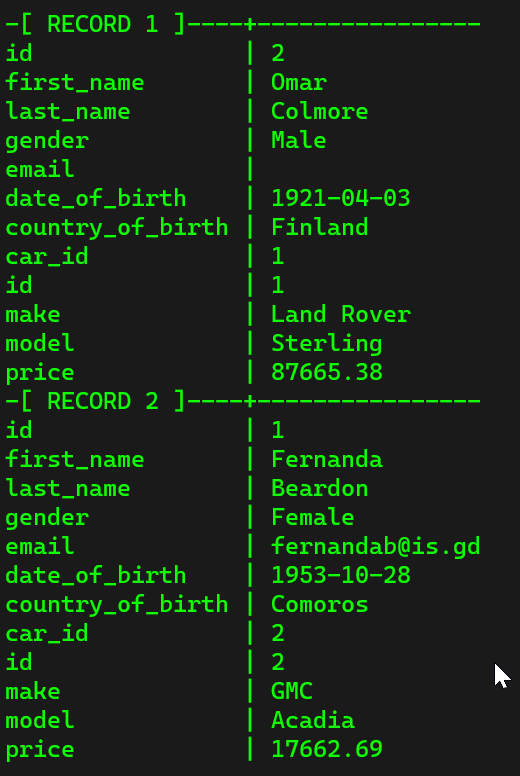 -[ RECORD 1 ]----+----------------
id               | 2
first_name       | Omar
last_name        | Colmore
gender           | Male
email            |
date_of_birth    | 1921-04-03
country_of_birth | Finland
car_id           | 1
id               | 1
make             | Land Rover
model            | Sterling
price            | 87665.38
-[ RECORD 2 ]----+----------------
id               | 1
first_name       | Fernanda
last_name        | Beardon
gender           | Female
email            | fernandab@is.gd
date_of_birth    | 1953-10-28
country_of_birth | Comoros
car_id           | 2
id               | 2
make             | GMC
model            | Acadia
price            | 17662.69